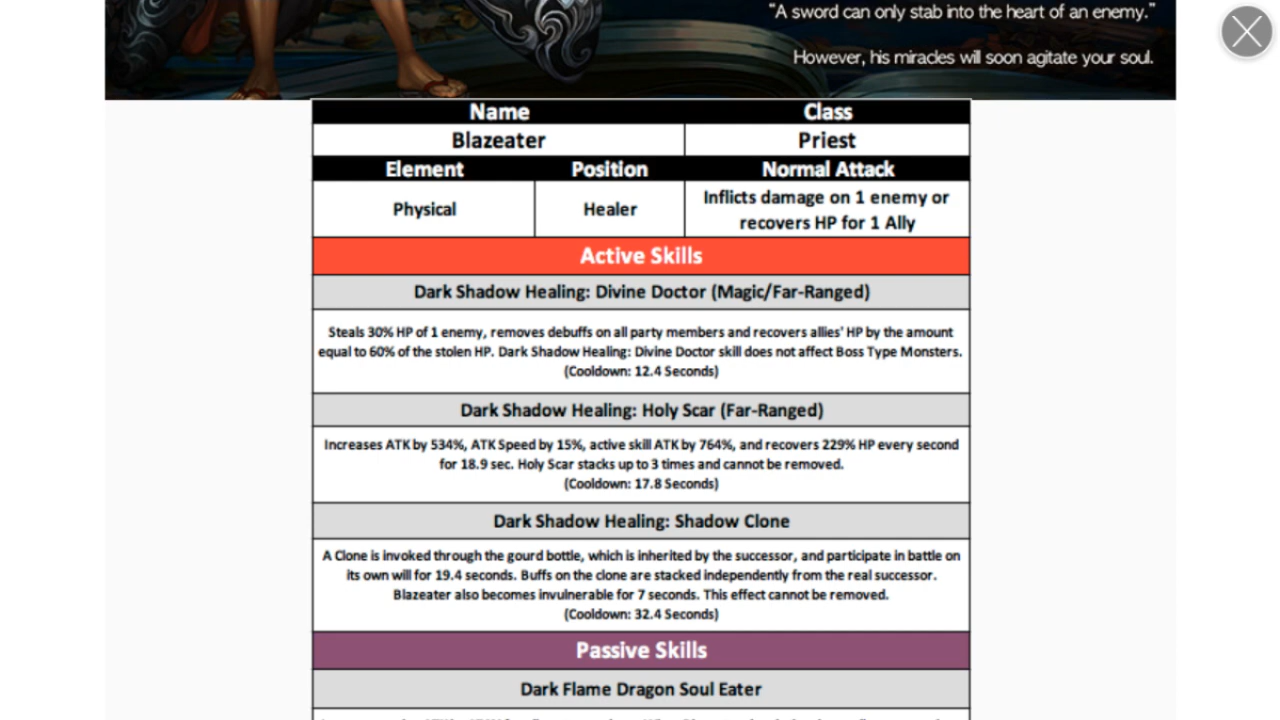 "A sword can only stab into the heart of an enemy."
However, his miracles will soon agitate your soul.
Name Class
Blazeater Priest
Element Position Normal Attack
Physical Healer Inflicts damage on 1 enemy or
recovers HP for 1 Ally
Active Skills
Dark Shadow Healing: Divine Doctor (Magic/Far-Ranged)
Steals 30% HP of 1 enemy, removes debuffs on all party members and recovers allies' HP by the amount
equal to 60% of the stolen HP. Dark Shadow Healing: Divine Doctor skill does not affect Boss Type Monsters.
(Cooldown: 12.4 Seconds)
Dark Shadow Healing: Holy Scar (Far-Ranged)
Increases ATK by 534%, ATK Speed by 15%, active skill ATK by 764%, and recovers 229% HP every second
for 18.9 sec. Holy Scar stacks up to 3 times and cannot be removed.
(Cooldown: 17.8 Seconds)
Dark Shadow Healing: Shadow Clone
A Clone is invoked through the gourd bottle, which is inherited by the successor, and participate in battle on
its own will for 19.4 seconds. Buffs on the clone are stacked independently from the real successor.
Blazeater also becomes invulnerable for 7 seconds. This effect cannot be removed.
(Cooldown: 32.4 Seconds)
Passive Skills
Dark Flame Dragon Soul Eater